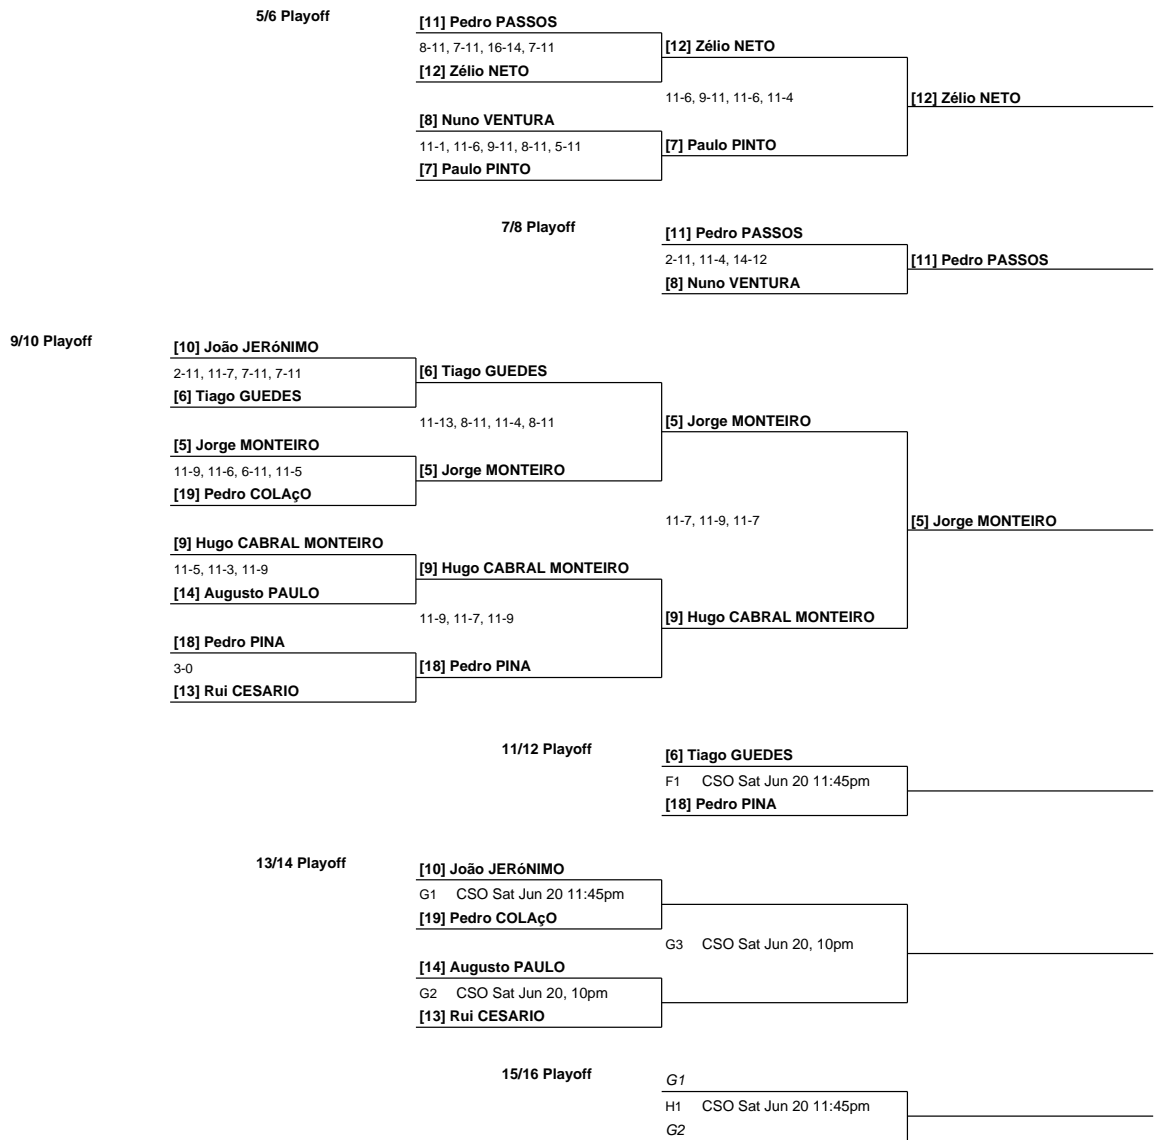 5/6 Playoff
[11] Pedro PASSOS
8-11, 7-11, 16-14, 7-11
[12] Zélio NETO
[12] Zélio NETO
11-6, 9-11, 11-6, 11-4
[12] Zélio NETO
[8] Nuno VENTURA
11-1, 11-6, 9-11, 8-11, 5-11
[7] Paulo PINTO
[7] Paulo PINTO
7/8 Playoff
[11] Pedro PASSOS
2-11, 11-4, 14-12
[11] Pedro PASSOS
[8] Nuno VENTURA
9/10 Playoff
[10] João JERóNIMO
2-11, 11-7, 7-11, 7-11
[6] Tiago GUEDES
[6] Tiago GUEDES
11-13, 8-11, 11-4, 8-11
[5] Jorge MONTEIRO
[5] Jorge MONTEIRO
11-9, 11-6, 6-11, 11-5
[5] Jorge MONTEIRO
[19] Pedro COLAçO
11-7, 11-9, 11-7
[5] Jorge MONTEIRO
[9] Hugo CABRAL MONTEIRO
11-5, 11-3, 11-9
[9] Hugo CABRAL MONTEIRO
[14] Augusto PAULO
11-9, 11-7, 11-9
[9] Hugo CABRAL MONTEIRO
[18] Pedro PINA
3-0
[18] Pedro PINA
[13] Rui CESARIO
11/12 Playoff
[6] Tiago GUEDES
F1 CSO Sat Jun 20 11:45pm
[18] Pedro PINA
13/14 Playoff
[10] João JERóNIMO
G1 CSO Sat Jun 20 11:45pm
[19] Pedro COLAçO
G3 CSO Sat Jun 20, 10pm
[14] Augusto PAULO
G2 CSO Sat Jun 20, 10pm
[13] Rui CESARIO
15/16 Playoff
G1
H1 CSO Sat Jun 20 11:45pm
G2